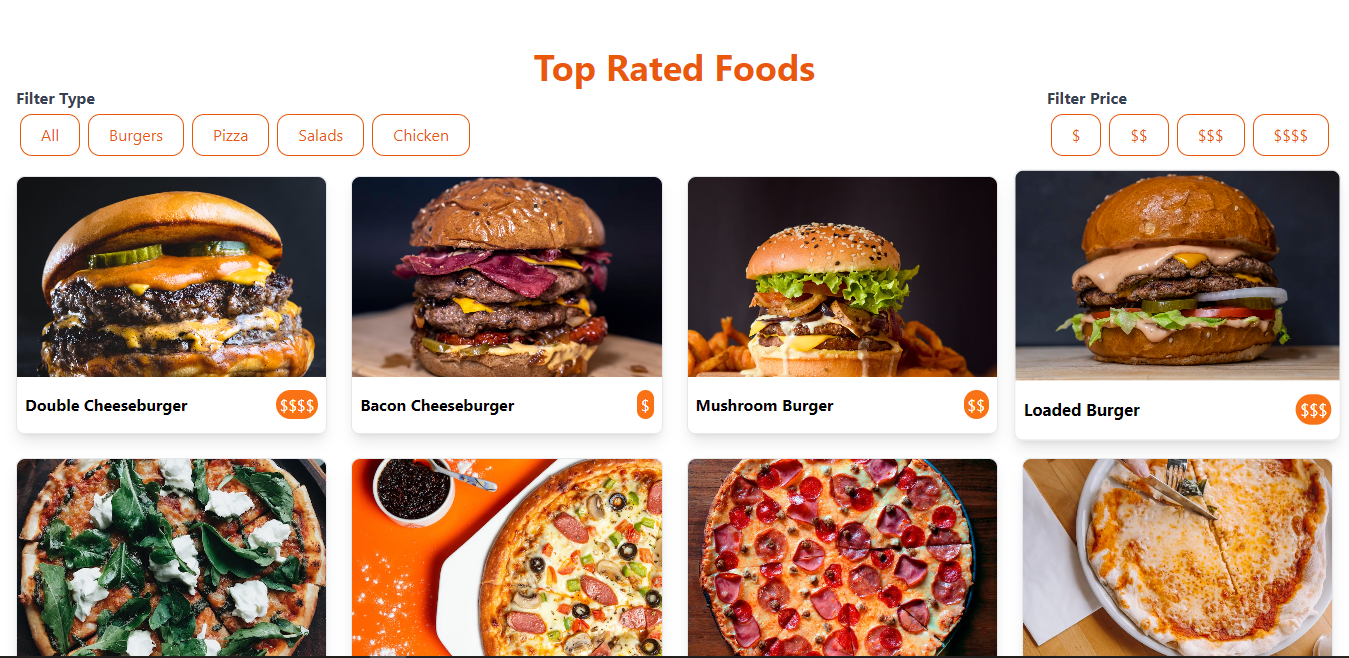 Top Rated Foods
Filter Type
Filter Price
All
Burgers
Pizza
Salads
Chicken
$
$$
$$$
$$$$
Double Cheeseburger
$$$$
Bacon Cheeseburger
$
Mushroom Burger
$$
Loaded Burger
$$$